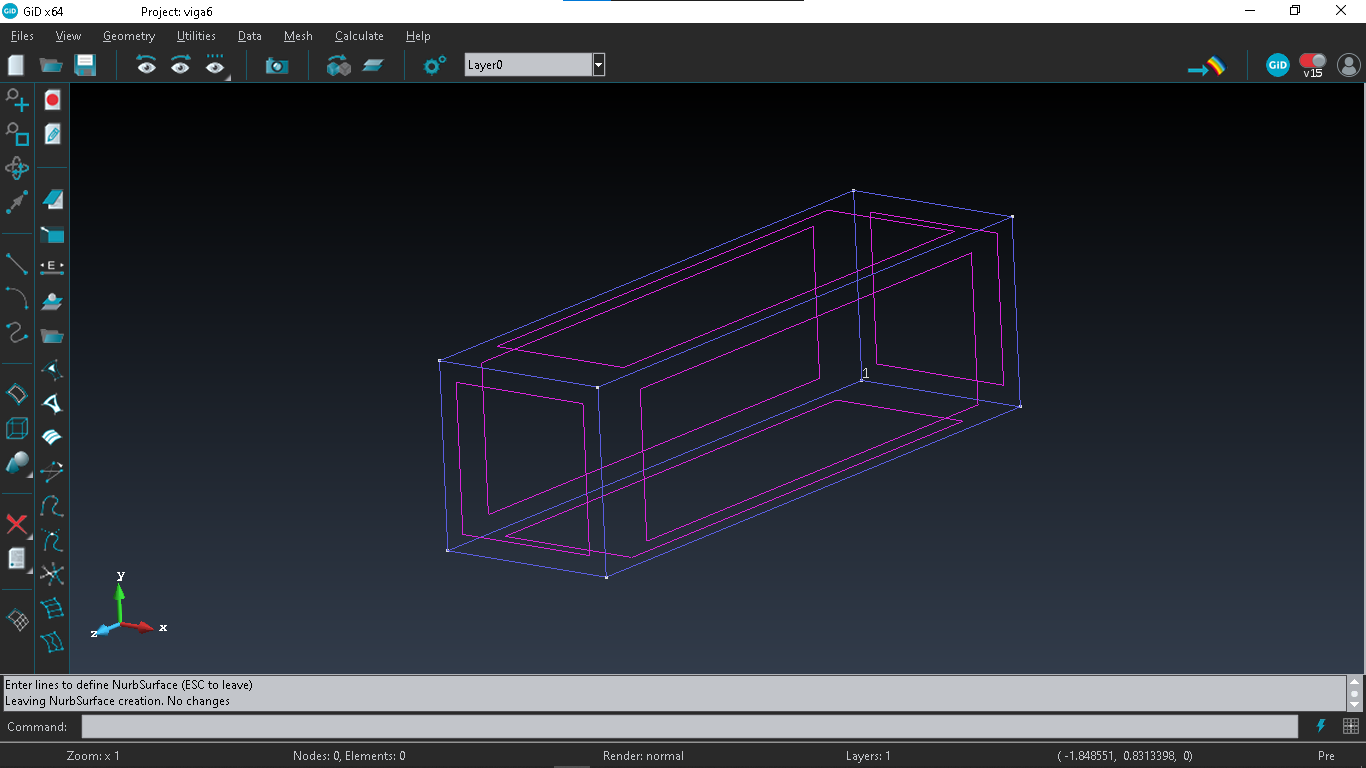 GiD GiD x64 Project: viga6
Files View Geometry Utilities Data Mesh Calculate Help
Layer0
GiD v15
E
1
y
z x
Enter lines to define NurbSurface (ESC to leave)
Leaving NurbSurface creation. No changes
Command:
Zoom: x 1 Nodes: 0, Elements: 0 Render: normal Layers: 1 ( -1.848551, 0.8313398, 0) Pre